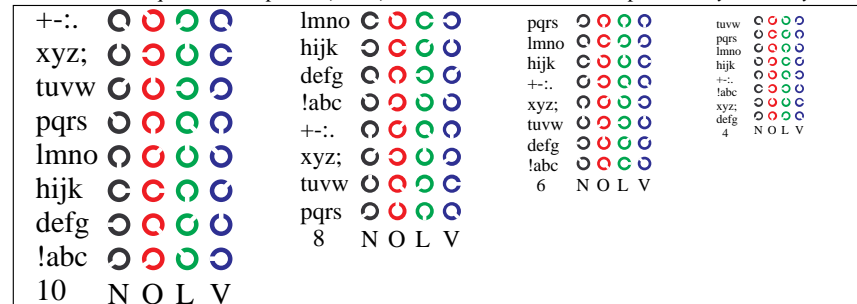 +-:.
xyz;
tuvw
pqrs
lmno
hijk
defg
!abc
10 N O L V
lmno
hijk
defg
!abc
+-:.
xyz;
tuvw
pqrs
8 N O L V
pqrs
lmno
hijk
+-:.
xyz;
tuvw
defg
!abc
6 N O L V
tuvw
pqrs
lmno
hijk
+-:.
!abc
xyz;
defg
4 N O L V